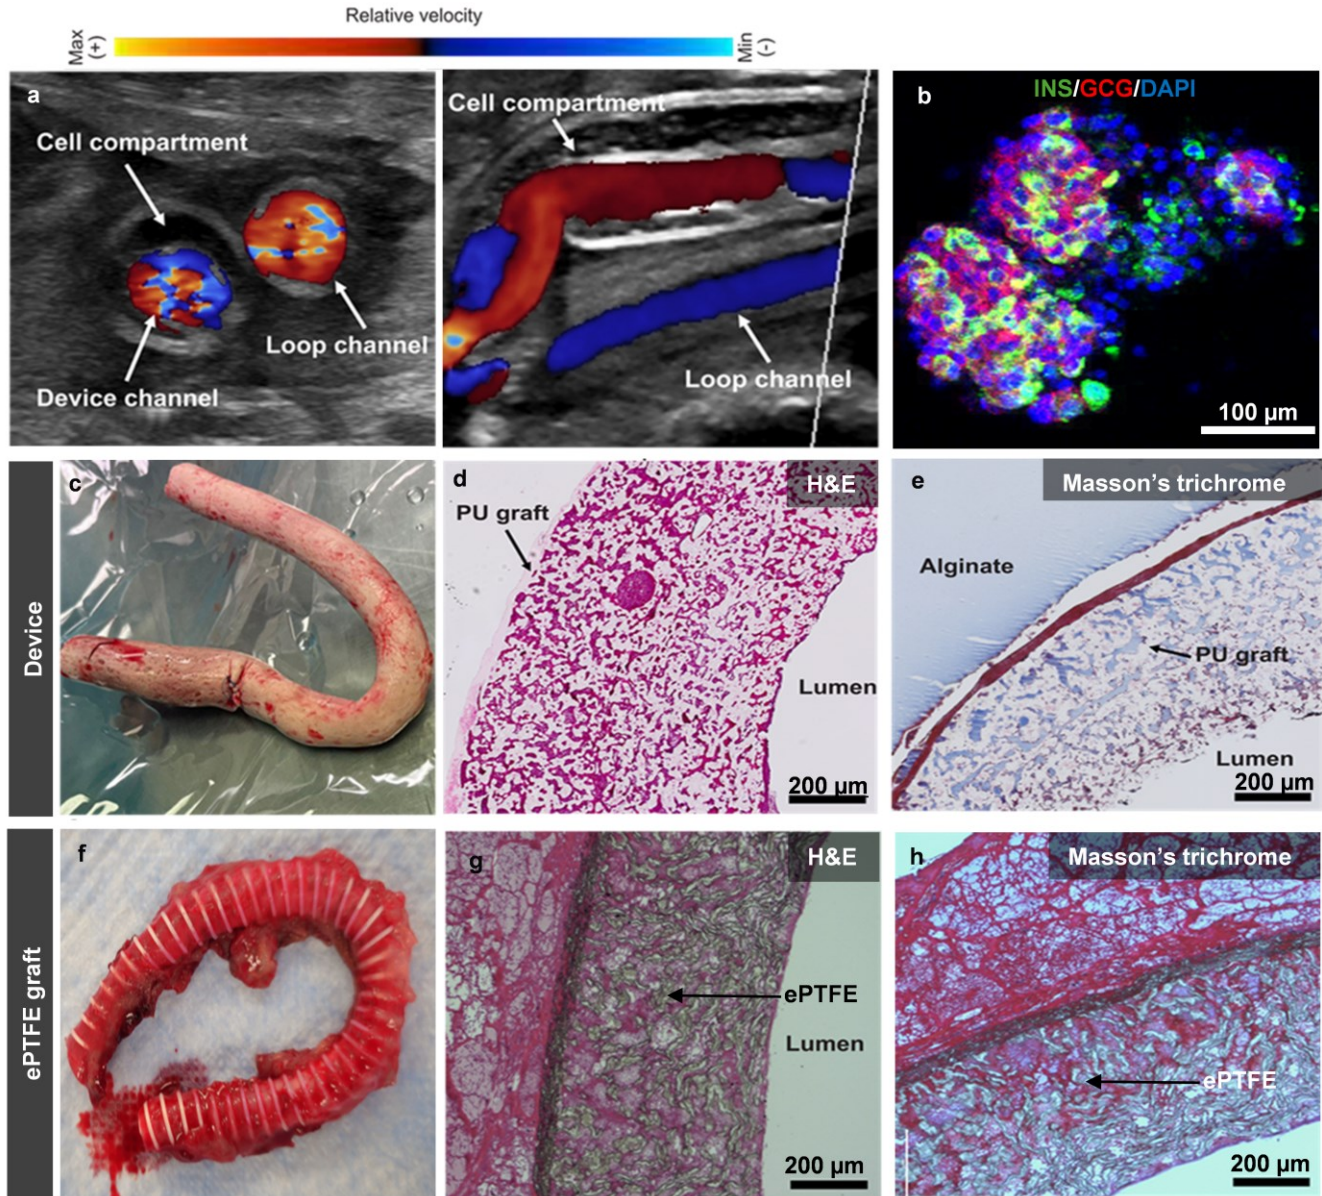 Relative velocity
Max
(+)
Min
(-)
a
Cell compartment
Device channel
Loop channel
Cell compartment
Loop channel
b
INS/GCG/DAPI
100 µm
Device
c
d
H&E
PU graft
Lumen
200 µm
e
Masson's trichrome
Alginate
PU graft
Lumen
200 µm
ePTFE graft
f
g
H&E
ePTFE
Lumen
200 µm
h
Masson's trichrome
ePTFE
200 µm